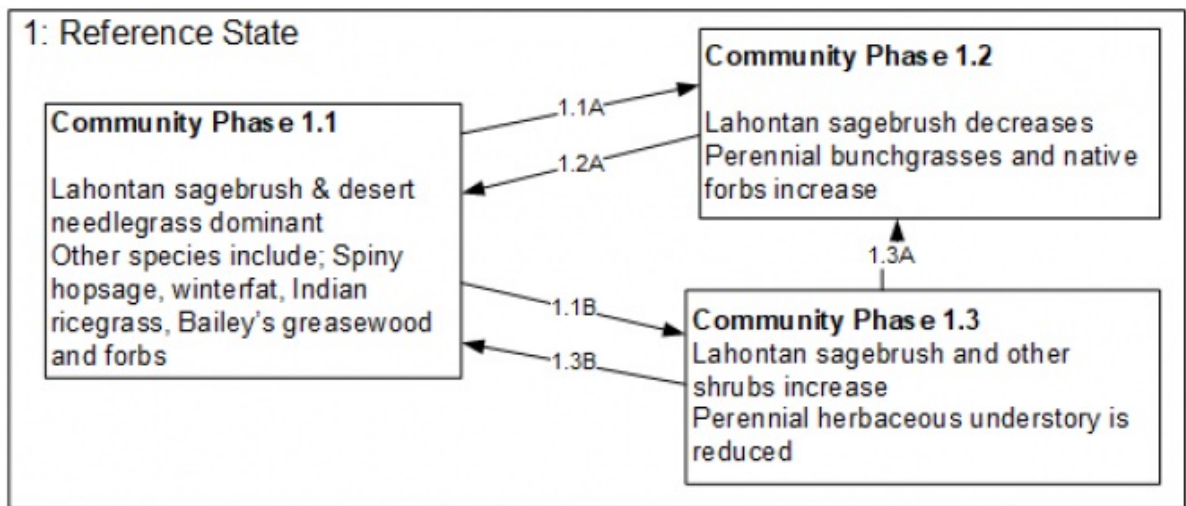 1: Reference State
Community Phase 1.1
Lahontan sagebrush & desert
needlegrass dominant
Other species include; Spiny
hopsage, winterfat, Indian
ricegrass, Bailey's greasewood
and forbs
1.1A
1.2A
1.1B
1.3B
Community Phase 1.2
Lahontan sagebrush decreases
Perennial bunchgrasses and native
forbs increase
1.3A
Community Phase 1.3
Lahontan sagebrush and other
shrubs increase
Perennial herbaceous understory is
reduced